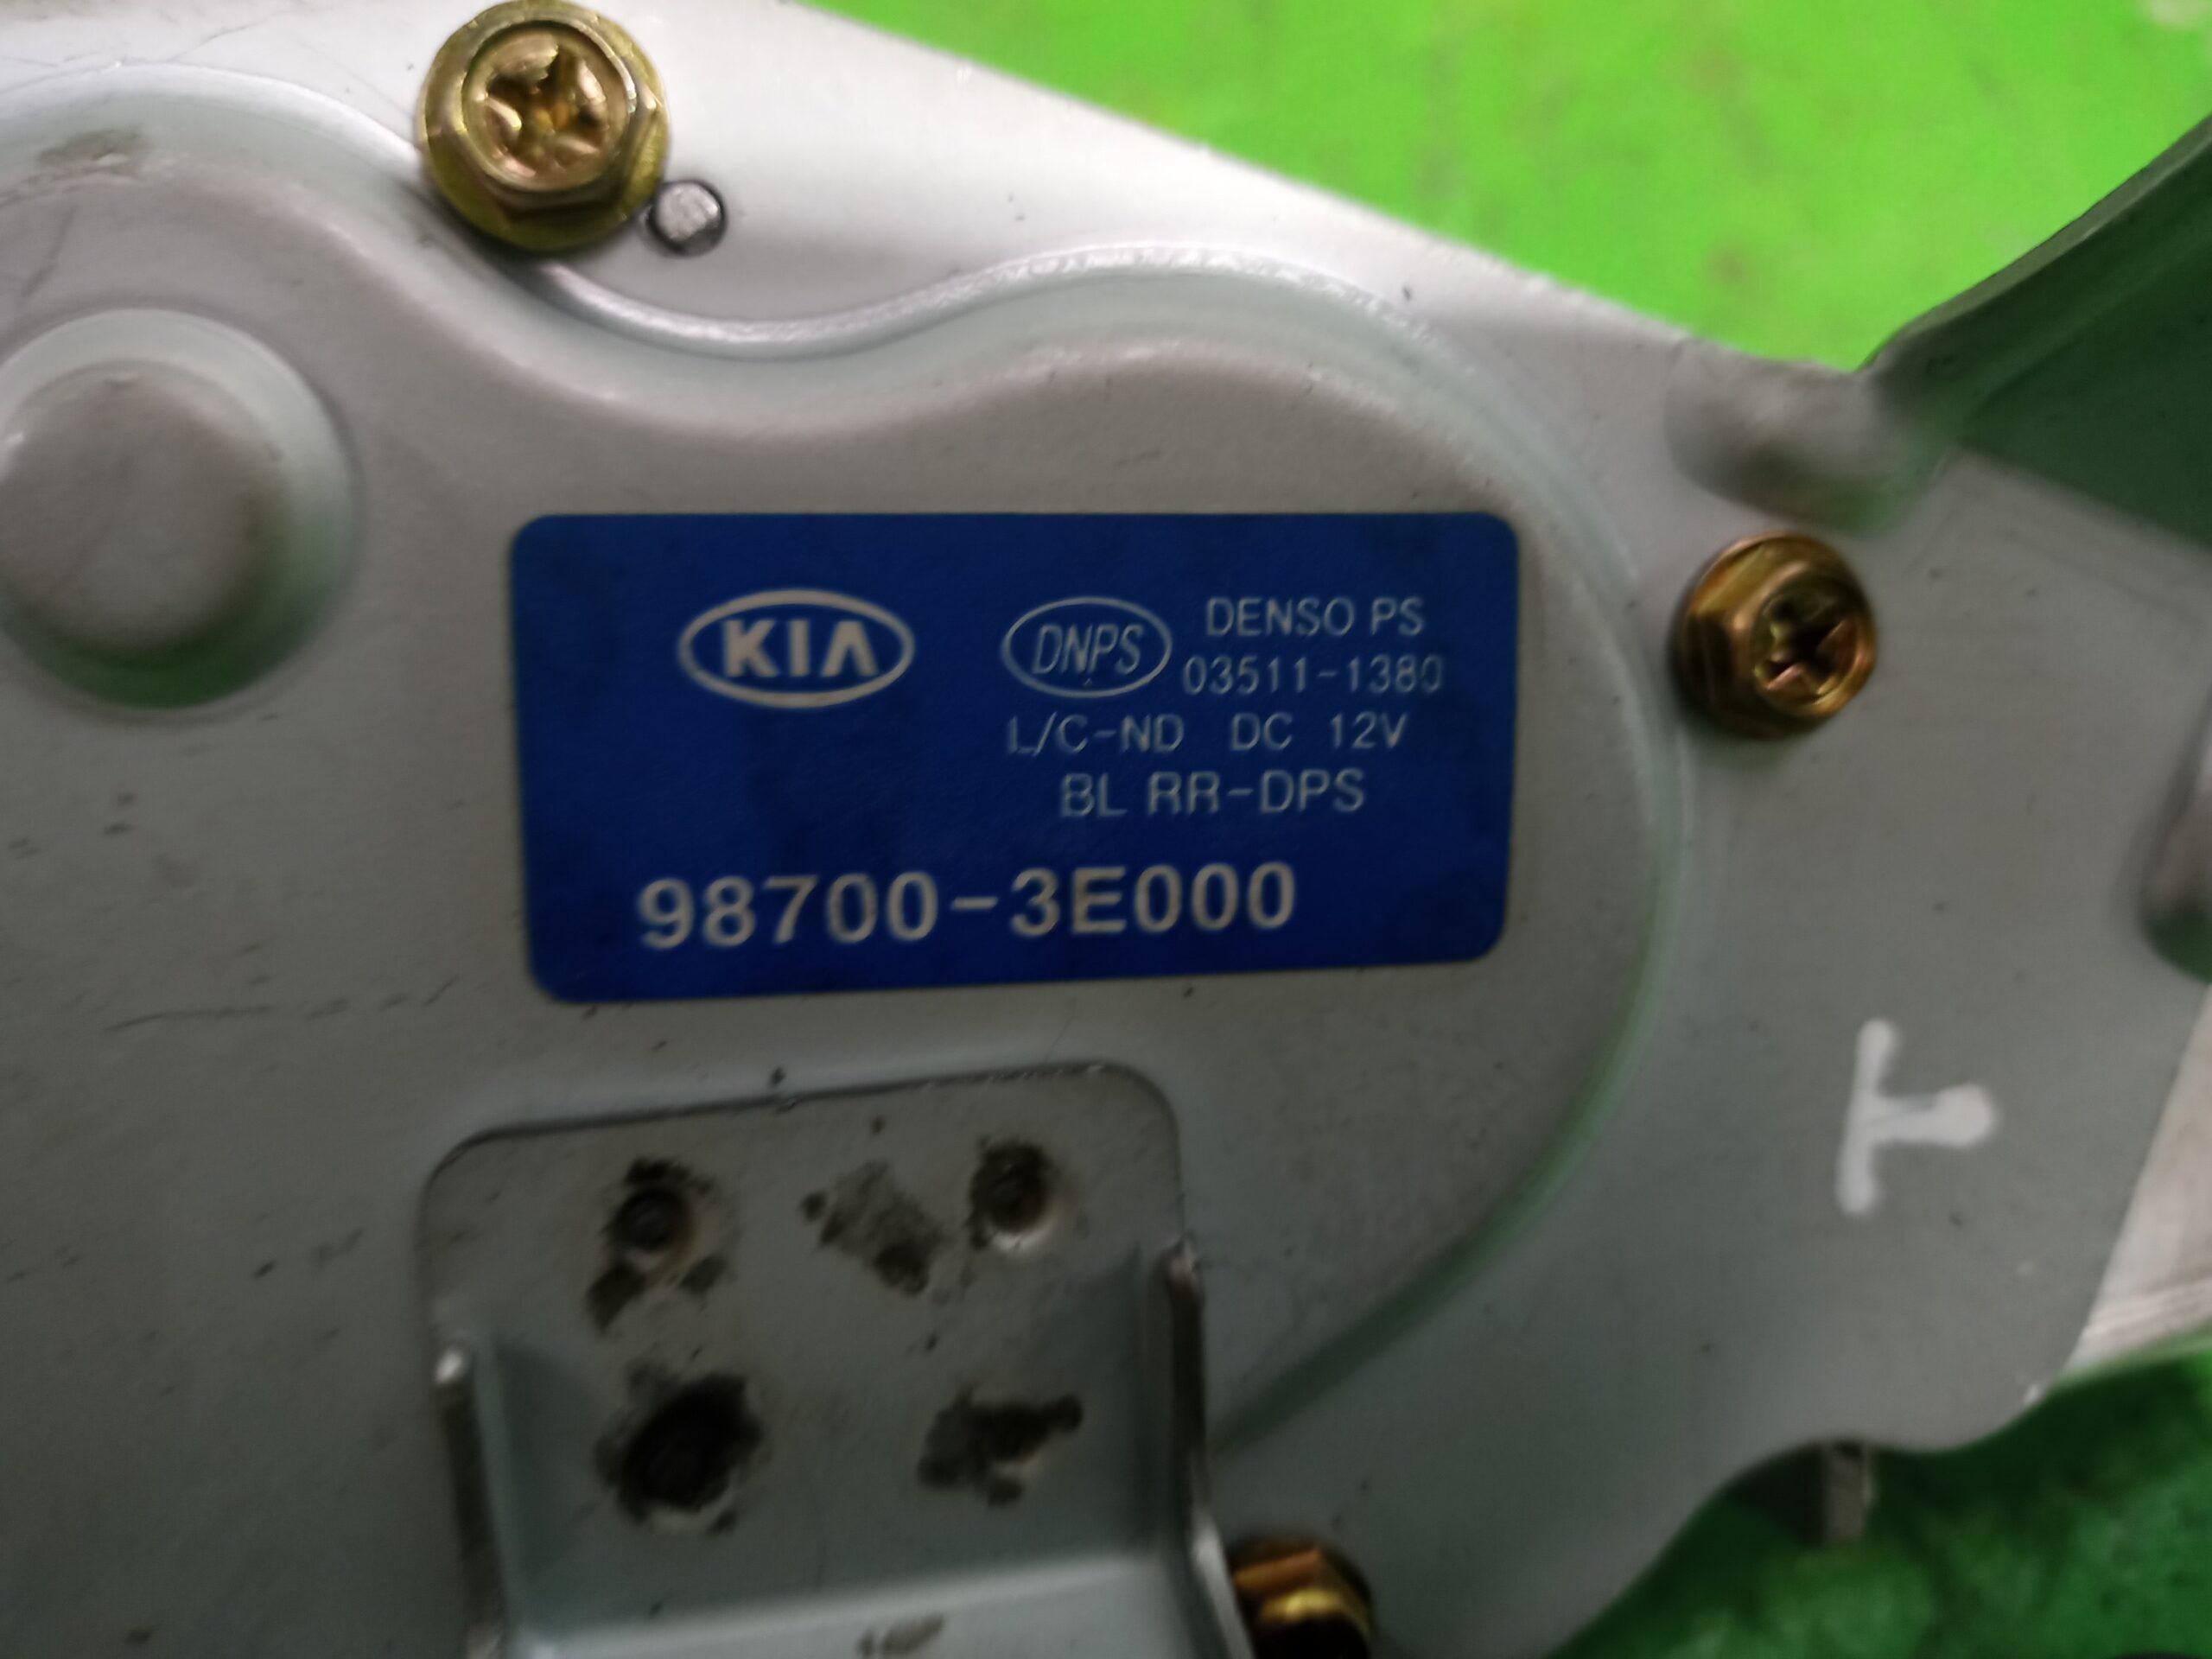 KIA
DNPS
DENSO PS
03511-1380
L/C-ND DC 12V
BL RR-DPS
98700-3E000
T